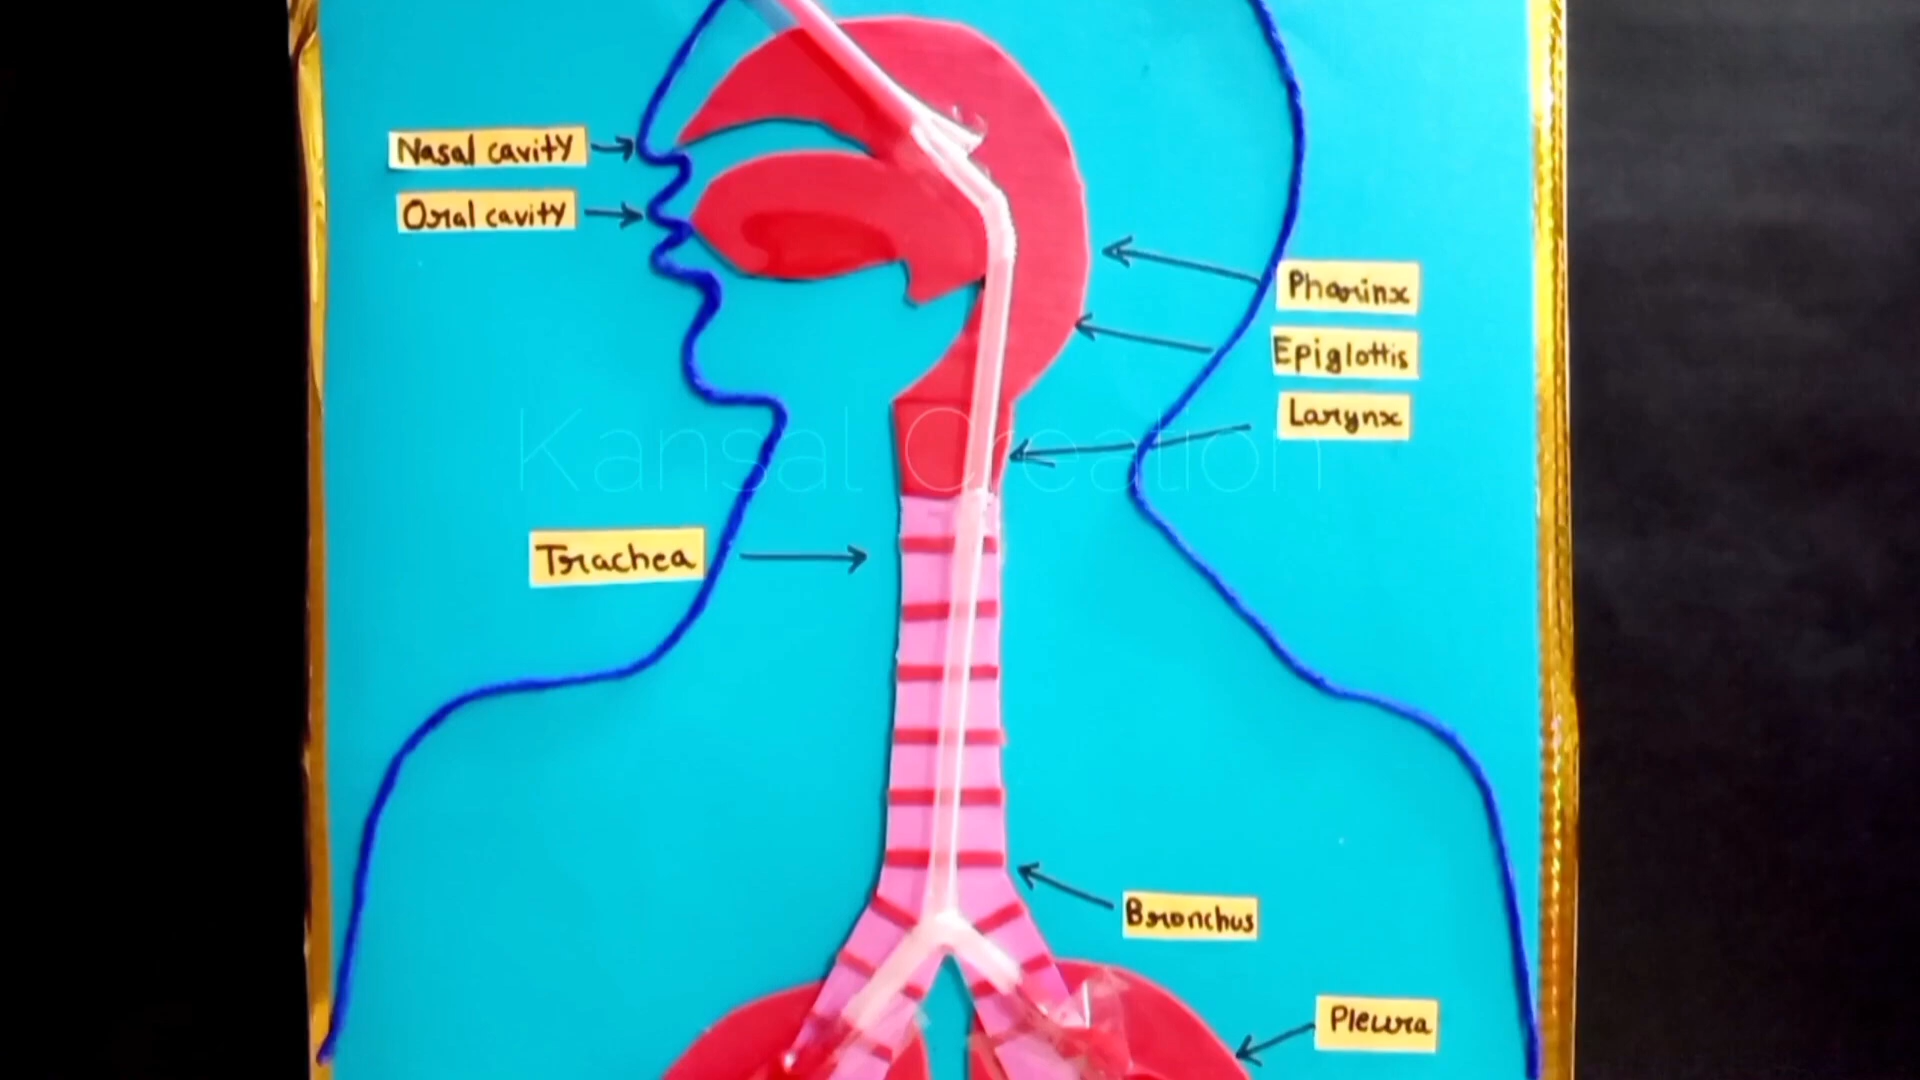 Nasal cavity
Oral cavity
Pharinx
Epiglottis
Larynx
Kansal Creation
Trachea
Bronchus
Pleura